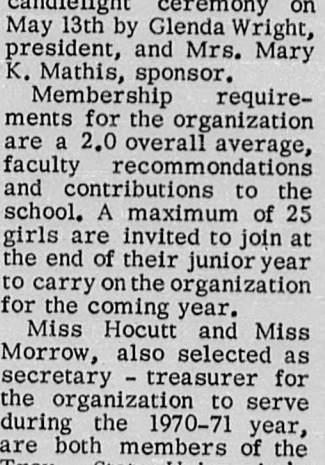 candlelight ceremony on
May 13th by Glenda Wright,
president, and Mrs. Mary
K. Mathis, sponsor.
Membership require-
ments for the organization
are a 2.0 overall average,
faculty recommondations
and contributions to the
school. A maximum of 25
girls are invited to join at
the end of their junior year
to carry on the organization
for the coming year.
Miss Hocutt and Miss
Morrow, also selected as
secretary - treasurer for
the organization to serve
during the 1970-71 year,
are both members of the
Troy State